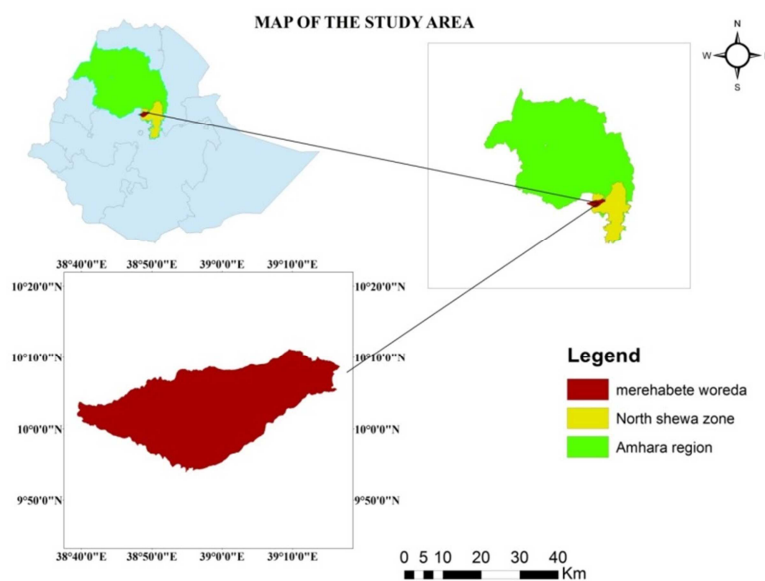 MAP OF THE STUDY AREA
N
W
S
38°40'0"E 38°50'0"E 39°0'0"E 39°10'0"E
10°20'0"N 10°20'0"N
10°10'0"N 10°10'0"N
10°0'0"N 10°0'0"N
9°50'0"N 9°50'0"N
38°40'0"E 38°50'0"E 39°0'0"E 39°10'0"E
Legend
merehabete woreda
North shewa zone
Amhara region
0 5 10 20 30 40
Km